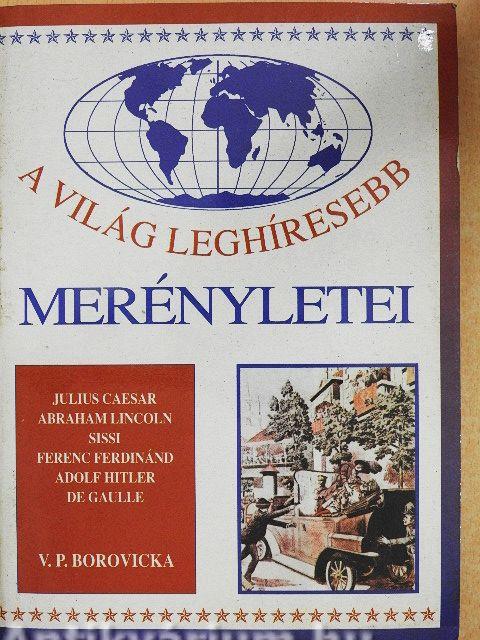 A VILÁG LEGHÍRESEBB
MERÉNYLETEI
JULIUS CAESAR
ABRAHAM LINCOLN
SISSI
FERENC FERDINÁND
ADOLF HITLER
DE GAULLE
V. P. BOROVICKA